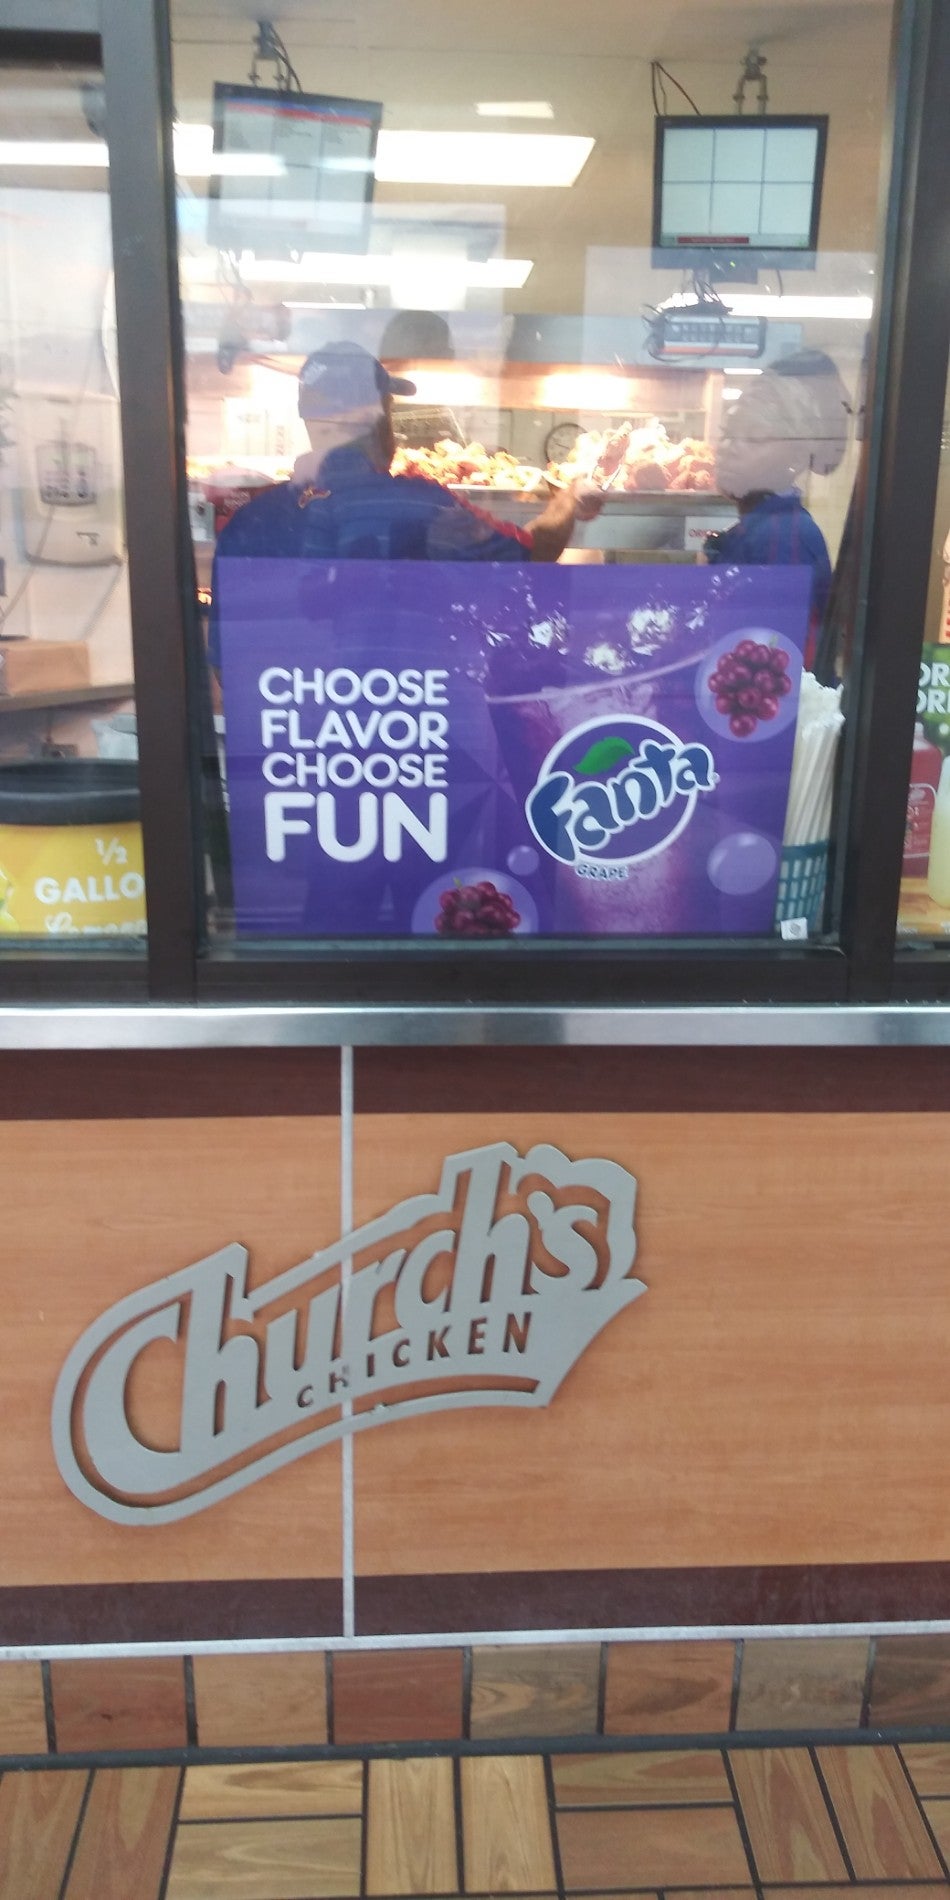 CHOOSE
FLAVOR
CHOOSE
FUN
Fanta
GRAPE
1/2
GALLO
Church's
CHICKEN